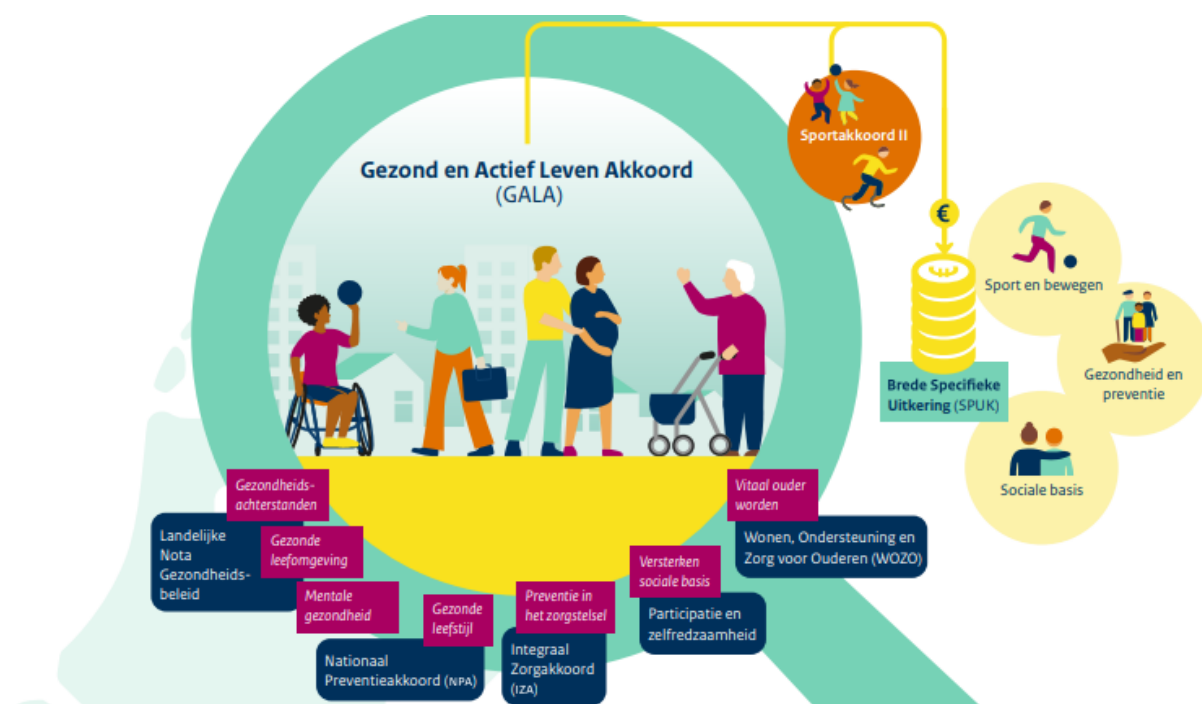 Gezond en Actief Leven Akkoord
(GALA)
Sportakkoord II
€
Sport en bewegen
Gezondheid en
preventie
Brede Specifieke
Uitkering (SPUK)
Sociale basis
Gezondheids-
achterstanden
Landelijke
Nota
Gezondheids-
beleid
Gezonde
leefomgeving
Mentale
gezondheid
Gezonde
leefstijl
Nationaal
Preventieakkoord (NPA)
Preventie in
het zorgstelsel
Integraal
Zorgakkoord
(IZA)
Versterken
sociale basis
Participatie en
zelfredzaamheid
Vitaal ouder
worden
Wonen, Ondersteuning en
Zorg voor Ouderen (WOZO)